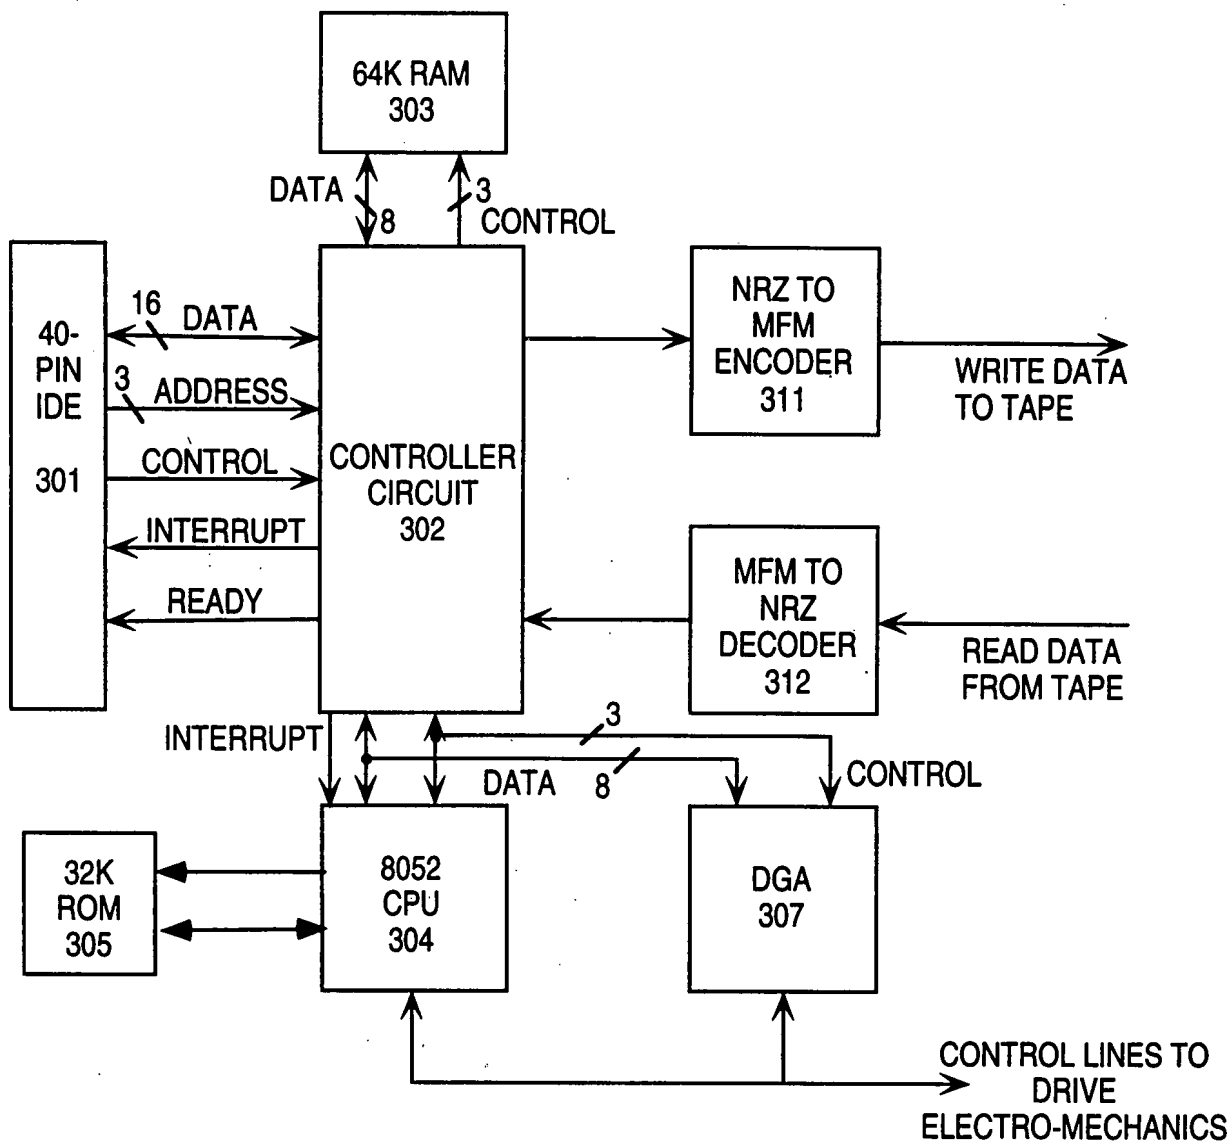 64K RAM
303
DATA
8
3
CONTROL
40-
PIN
IDE
301
16
DATA
3
ADDRESS
CONTROL
INTERRUPT
READY
CONTROLLER
CIRCUIT
302
NRZ TO
MFM
ENCODER
311
WRITE DATA
TO TAPE
MFM TO
NRZ
DECODER
312
READ DATA
FROM TAPE
INTERRUPT
3
DATA
8
CONTROL
32K
ROM
305
8052
CPU
304
DGA
307
CONTROL LINES TO
DRIVE
ELECTRO-MECHANICS